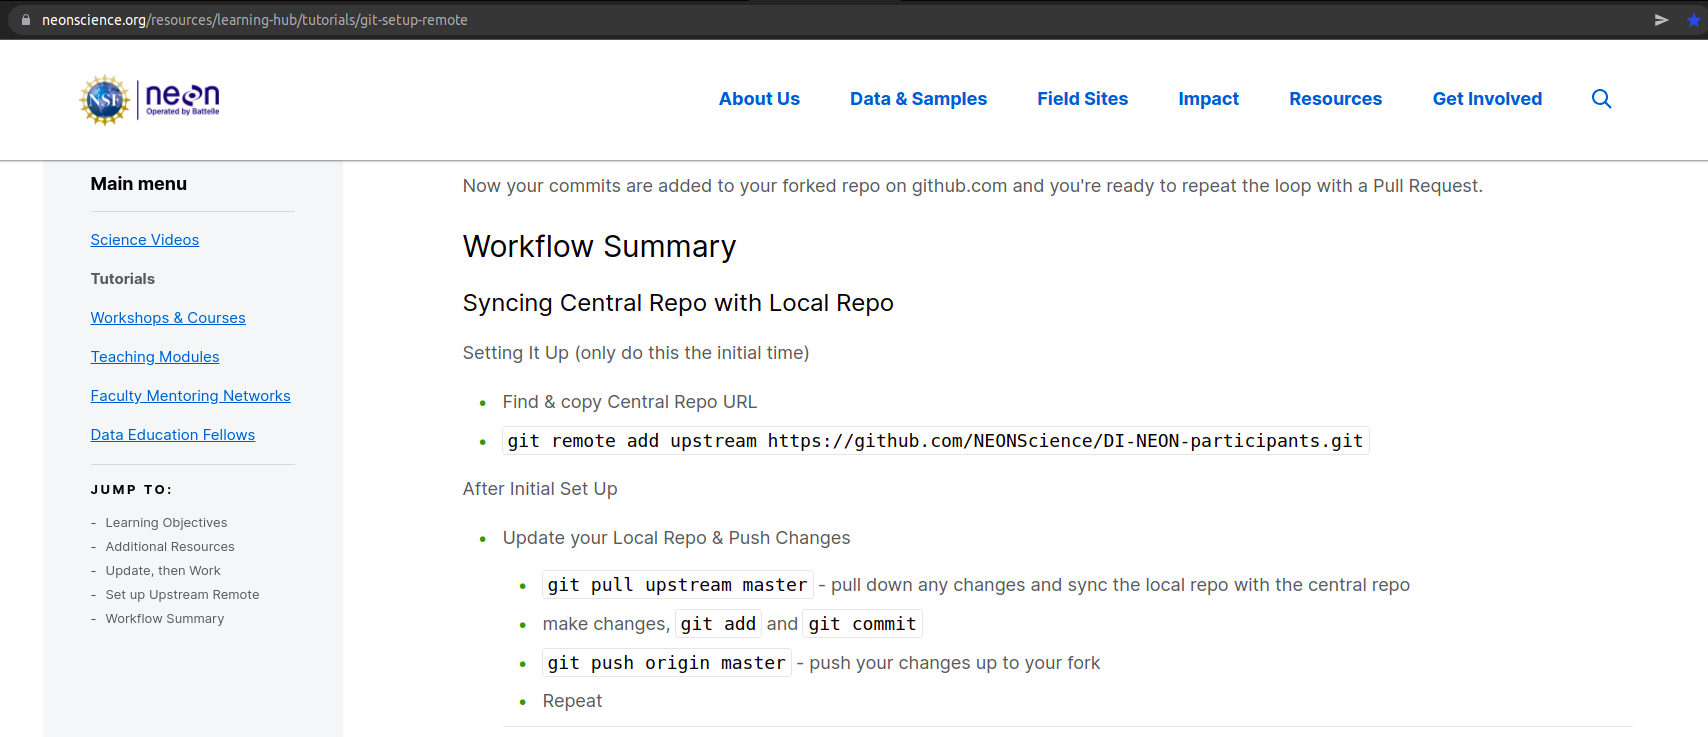 neonscience.org/resources/learning-hub/tutorials/git-setup-remote
NSF
neon
Operated by Battelle
About Us
Data & Samples
Field Sites
Impact
Resources
Get Involved
Main menu
Science Videos
Tutorials
Workshops & Courses
Teaching Modules
Faculty Mentoring Networks
Data Education Fellows
JUMP TO:
- Learning Objectives
- Additional Resources
- Update, then Work
- Set up Upstream Remote
- Workflow Summary
Now your commits are added to your forked repo on github.com and you're ready to repeat the loop with a Pull Request.
Workflow Summary
Syncing Central Repo with Local Repo
Setting It Up (only do this the initial time)
• Find & copy Central Repo URL
• git remote add upstream https://github.com/NEONScience/DI-NEON-participants.git
After Initial Set Up
• Update your Local Repo & Push Changes
• git pull upstream master - pull down any changes and sync the local repo with the central repo
• make changes, git add and git commit
• git push origin master - push your changes up to your fork
• Repeat